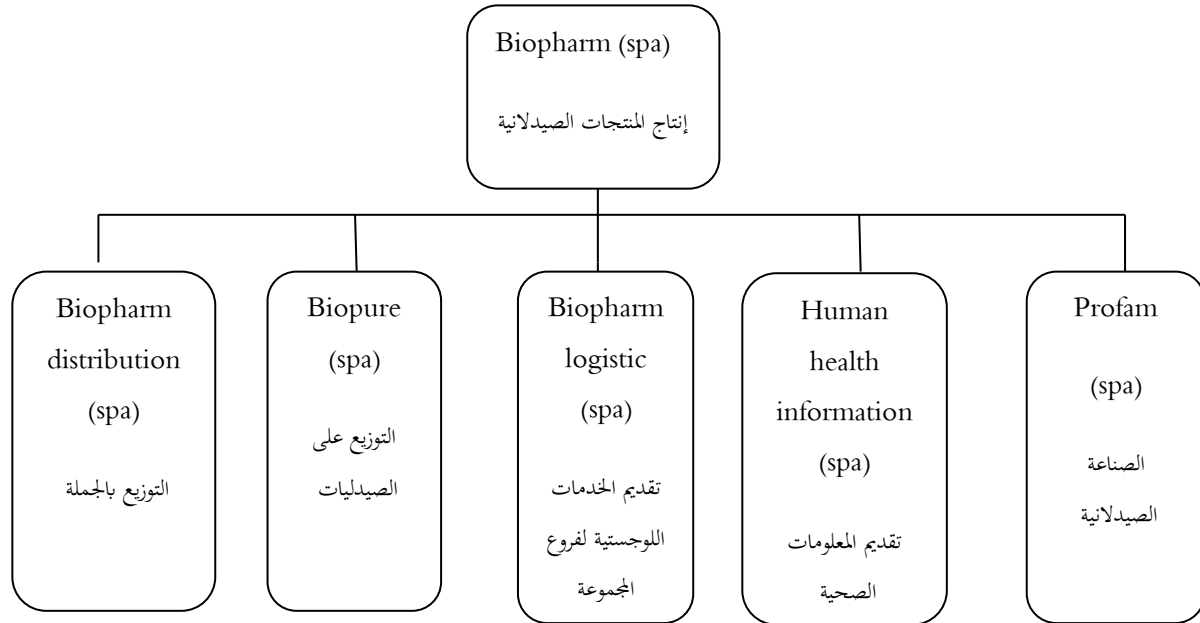 Biopharm (spa)
إنتاج المنتجات الصيدلانية
Biopharm
distribution
(spa)
التوزيع بالجملة
Biopure
(spa)
التوزيع على
الصيدليات
Biopharm
logistic
(spa)
تقديم الخدمات
اللوجستية لفروع
المجموعة
Human
health
information
(spa)
تقديم المعلومات
الصحية
Profam
(spa)
الصناعة
الصيدلانية